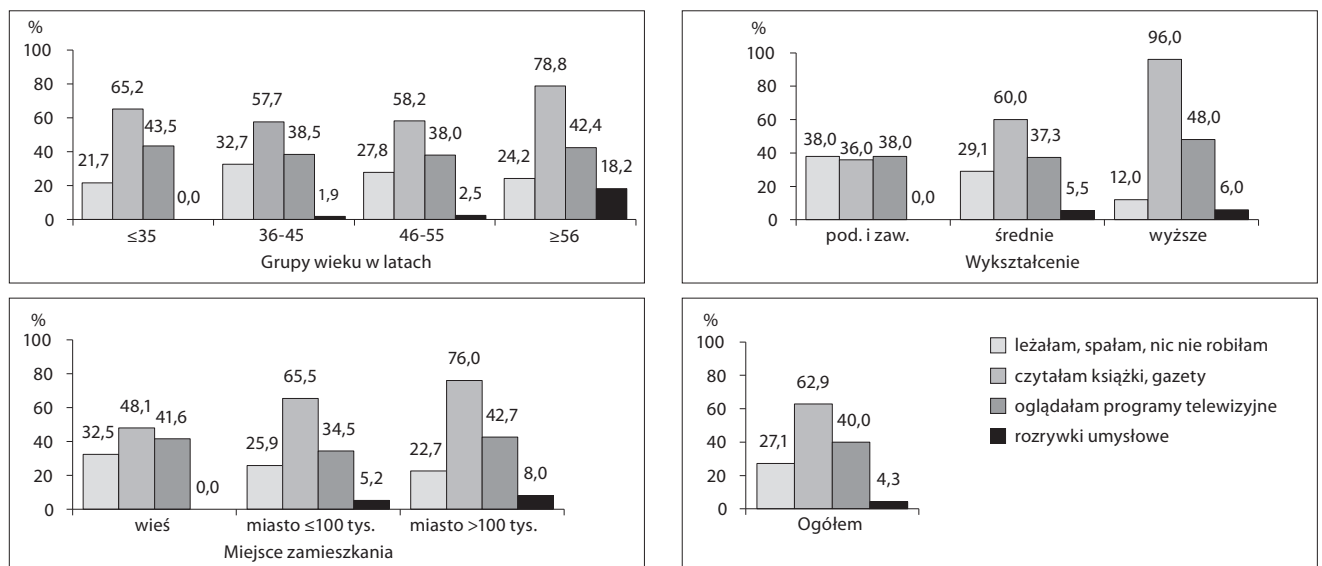 %
100
80
60
40
20
0
21,7 65,2 43,5 0,0
32,7 57,7 38,5 1,9
27,8 58,2 38,0 2,5
24,2 78,8 42,4 18,2
≤35 36-45 46-55 ≥56
Grupy wieku w latach
%
100
80
60
40
20
0
38,0 36,0 38,0 0,0
29,1 60,0 37,3 5,5
12,0 96,0 48,0 6,0
pod. i zaw. średnie wyższe
Wykształcenie
%
100
80
60
40
20
0
32,5 48,1 41,6 0,0
25,9 65,5 34,5 5,2
22,7 76,0 42,7 8,0
wieś miasto ≤100 tys. miasto >100 tys.
Miejsce zamieszkania
%
100
80
60
40
20
0
27,1 62,9 40,0 4,3
Ogółem
leżałam, spałam, nic nie robiłam
czytałam książki, gazety
oglądałam programy telewizyjne
rozrywki umysłowe